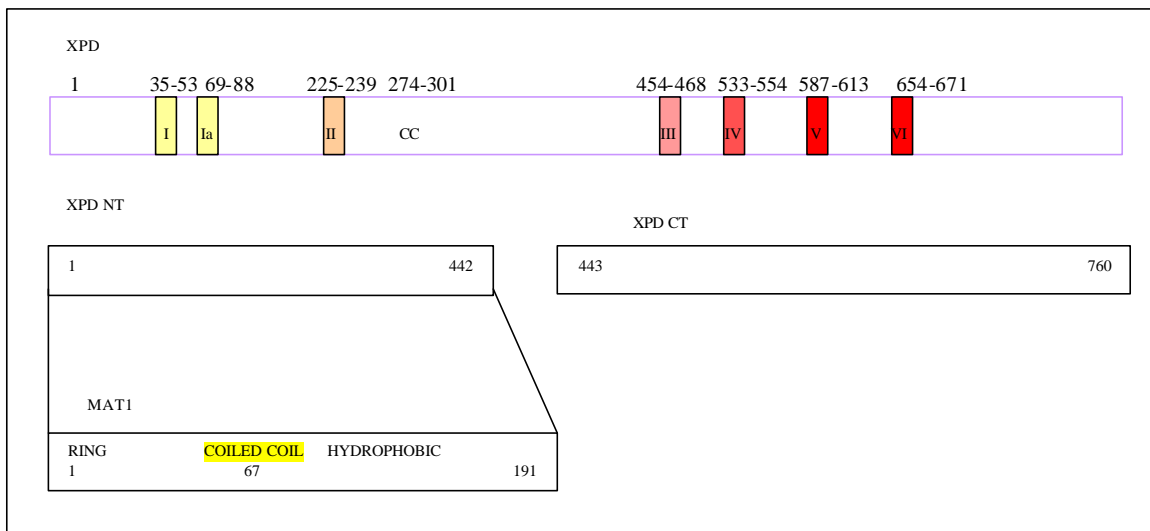 XPD
1 35-53 69-88 225-239 274-301 454-468 533-554 587-613 654-671
I Ia II CC III IV V VI
XPD NT
XPD CT
1 442 443 760
MAT1
RING COILED COIL HYDROPHOBIC
1 67 191